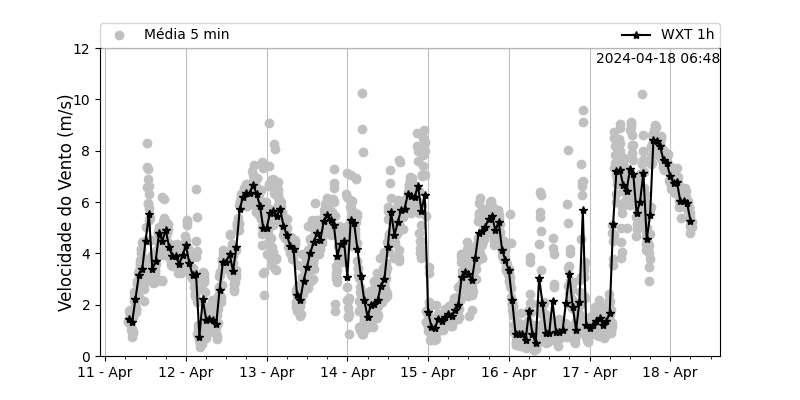 Média 5 min
WXT 1h
2024-04-18 06:48
Velocidade do Vento (m/s)
12
10
8
6
4
2
0
11 - Apr
12 - Apr
13 - Apr
14 - Apr
15 - Apr
16 - Apr
17 - Apr
18 - Apr